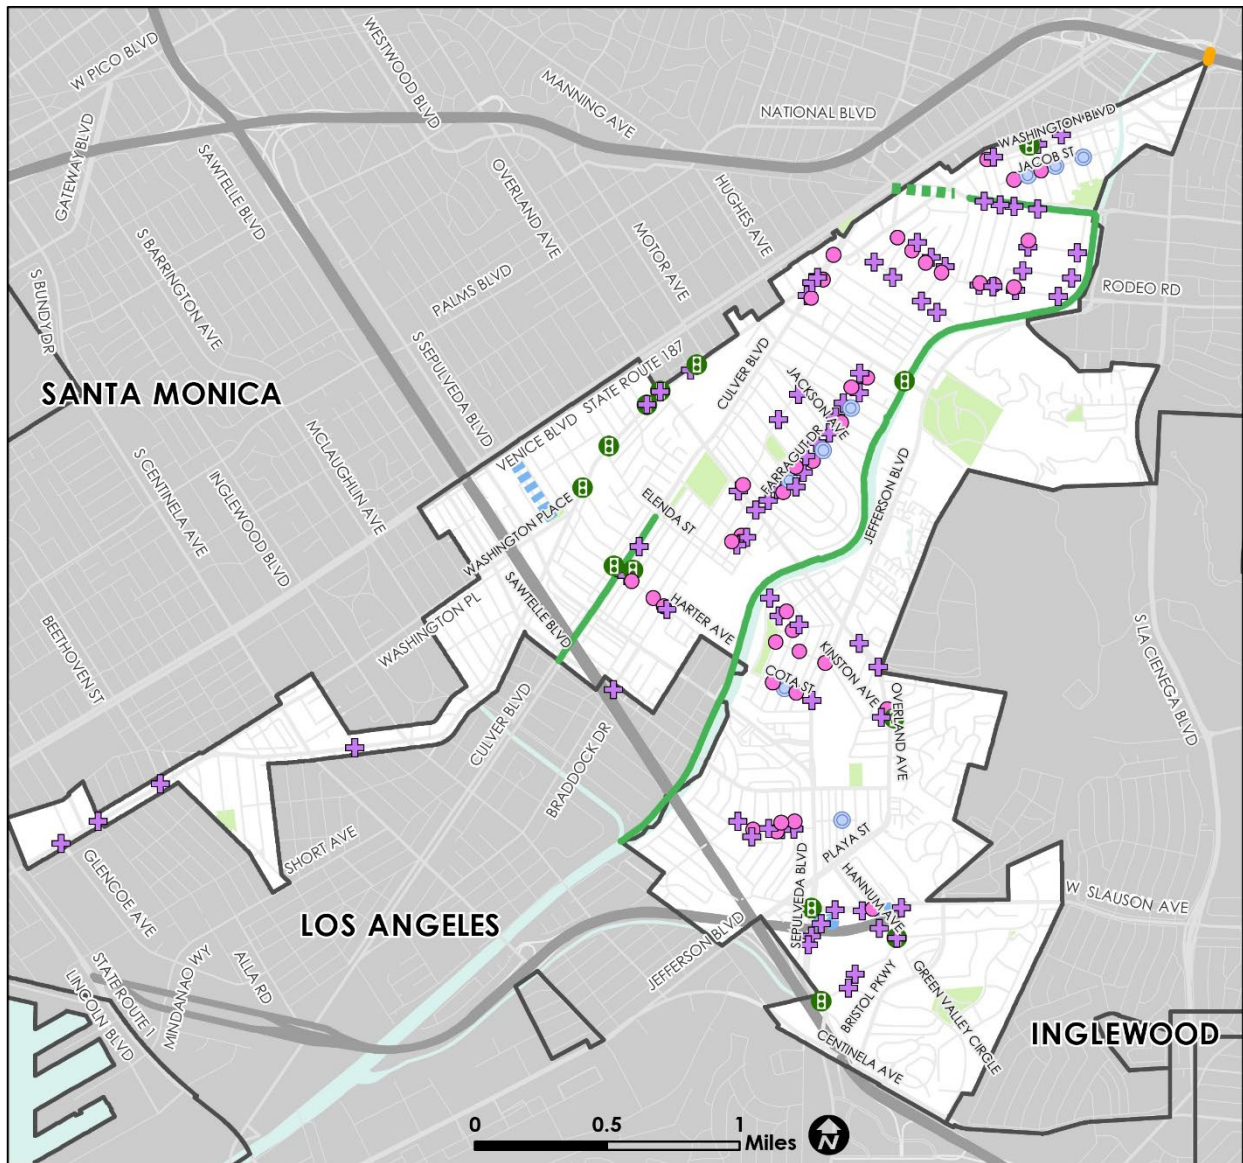 W PICO BLVD
WESTWOOD BLVD
MANNING AVE
NATIONAL BLVD
WASHINGTON BLVD
JACOB ST
GATEWAY BLVD
SAWTELLE BLVD
OVERLAND AVE
HUGHES AVE
MOTOR AVE
S BARRINGTON AVE
PALMS BLVD
S BUNDY DR
RODEO RD
S SEPULVEDA BLVD
STATE ROUTE 187
VENICE BLVD
CULVER BLVD
JACKSON AVE
SANTA MONICA
MCLAUGHLIN AVE
FARRAGUT DR
S CENTINELA AVE
INGLEWOOD BLVD
WASHINGTON PLACE
ELENDA ST
JEFFERSON BLVD
SAWTELLE BLVD
WASHINGTON PL
HARTER AVE
BEETHOVEN ST
KINSTON AVE
COTA ST
OVERLAND AVE
S LA CIENEGA BLVD
CULVER BLVD
BRADDOCK DR
SHORT AVE
PLAYA ST
GLENCOE AVE
SEPULVEDA BLVD
HANNUM AVE
W SLAUSON AVE
LOS ANGELES
JEFFERSON BLVD
ALLA RD
MINDANAO WY
STATE ROUTE 1
LINCOLN BLVD
BRISTOL PKWY
GREEN VALLEY CIRCLE
CENTINELA AVE
INGLEWOOD
0 0.5 1
Miles N